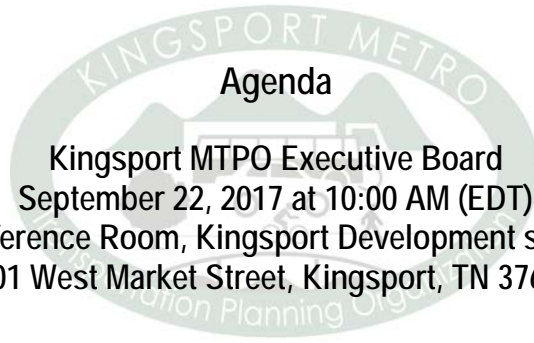 KINGSPORT METRO
Agenda
Kingsport MTPO Executive Board
September 22, 2017 at 10:00 AM (EDT)
Room, Kingsport Development
West Market Street, Kingsport, TN
Planning